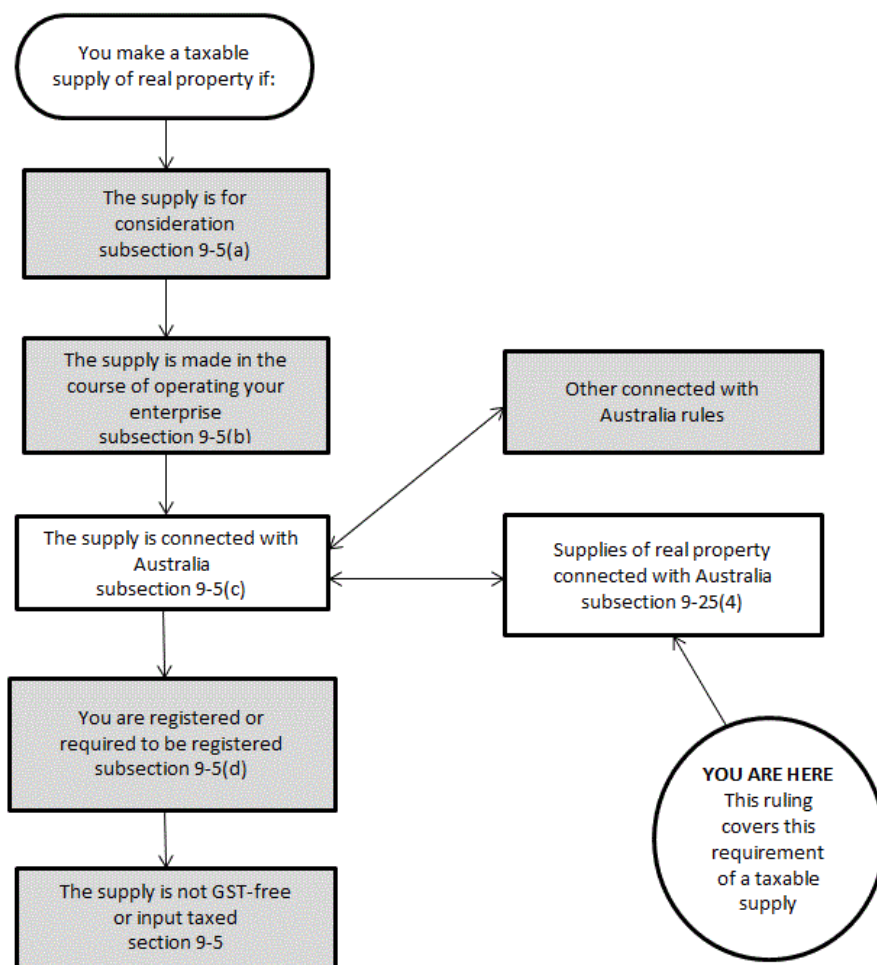 You make a taxable
supply of real property if:
The supply is for
consideration
subsection 9-5(a)
The supply is made in the
course of operating your
enterprise
subsection 9-5(b)
Other connected with
Australia rules
The supply is connected with
Australia
subsection 9-5(c)
Supplies of real property
connected with Australia
subsection 9-25(4)
You are registered or
required to be registered
subsection 9-5(d)
YOU ARE HERE
This ruling
covers this
requirement
of a taxable
supply
The supply is not GST-free
or input taxed
section 9-5